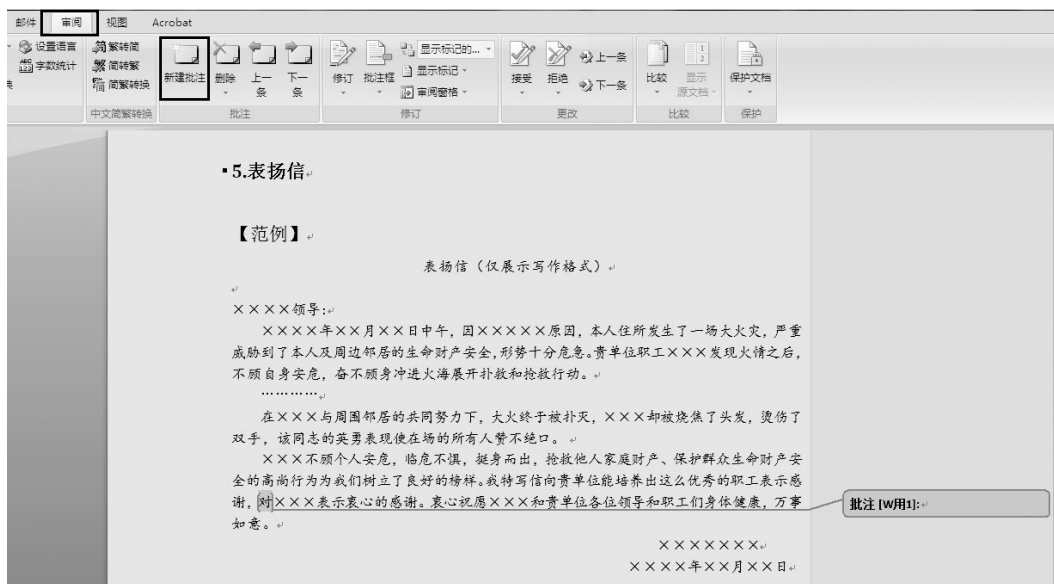 邮件 审阅 视图 Acrobat
设置语言 繁转简
字数统计 简转繁
简繁转换
新建批注 删除 上一条 下一条
修订 批注框 显示标记的...
显示标记
审阅窗格
接受 拒绝 上一条
下一条
比较 显示源文档 保护文档
中文简繁转换 批注 修订 更改 比较 保护
5.表扬信
【范例】
表扬信（仅展示写作格式）
××××领导:
××××年××月××日中午，因×××××原因，本人住所发生了一场大火灾，严重
威胁到了本人及周边邻居的生命财产安全，形势十分危急。贵单位职工×××发现火情之后，
不顾自身安危，奋不顾身冲进火海展开扑救和抢救行动。
…………
在×××与周围邻居的共同努力下，大火终于被扑灭，×××却被烧焦了头发，烫伤了
双手，该同志的英勇表现使在场的所有人赞不绝口。
×××不顾个人安危，临危不惧，挺身而出，抢救他人家庭财产、保护群众生命财产安
全的高尚行为为我们树立了良好的榜样。我特写信向贵单位能培养出这么优秀的职工表示感
谢，对×××表示衷心的感谢。衷心祝愿×××和贵单位各位领导和职工们身体健康，万事
如意。
批注 [W用1]:
×××××××
××××年××月××日